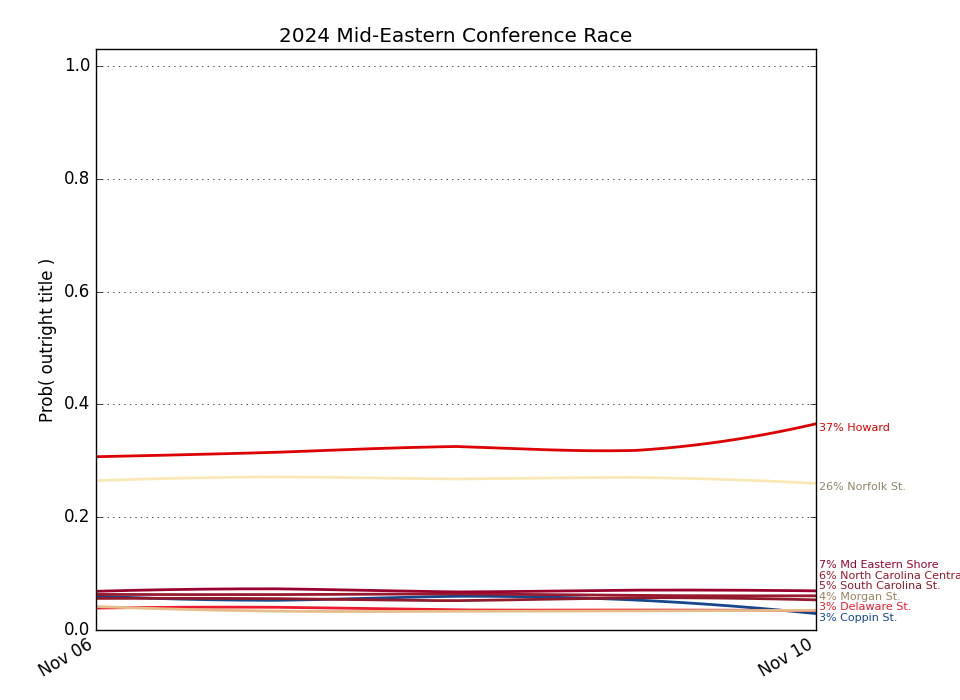 2024 Mid-Eastern Conference Race
1.0
0.8
0.6
0.4
0.2
0.0
Prob( outright title )
37% Howard
26% Norfolk St.
7% Md Eastern Shore
6% North Carolina Centra
5% South Carolina St.
4% Morgan St.
3% Delaware St.
3% Coppin St.
Nov 06
Nov 10